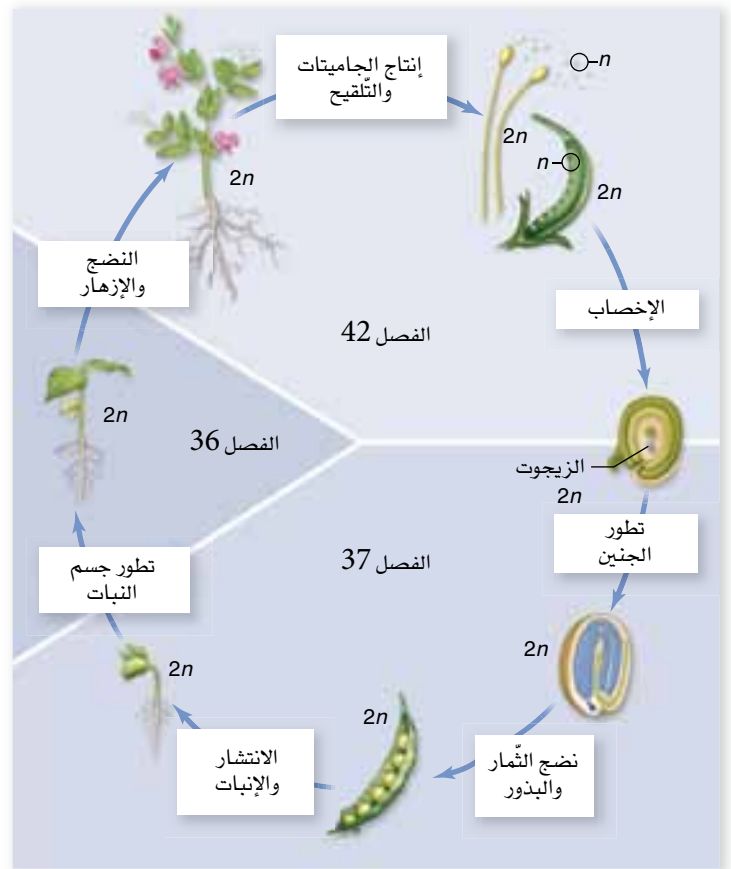 إنتاج الجاميتات
والتّلقيح
n
2n
n
2n
2n
النضج
والإزهار
الإخصاب
الفصل 42
2n
الفصل 36
الزيجوت
2n
تطور
الجنين
الفصل 37
تطور جسم
النبات
2n
2n
2n
نضج الثّمار
والبذور
الانتشار
والإنبات